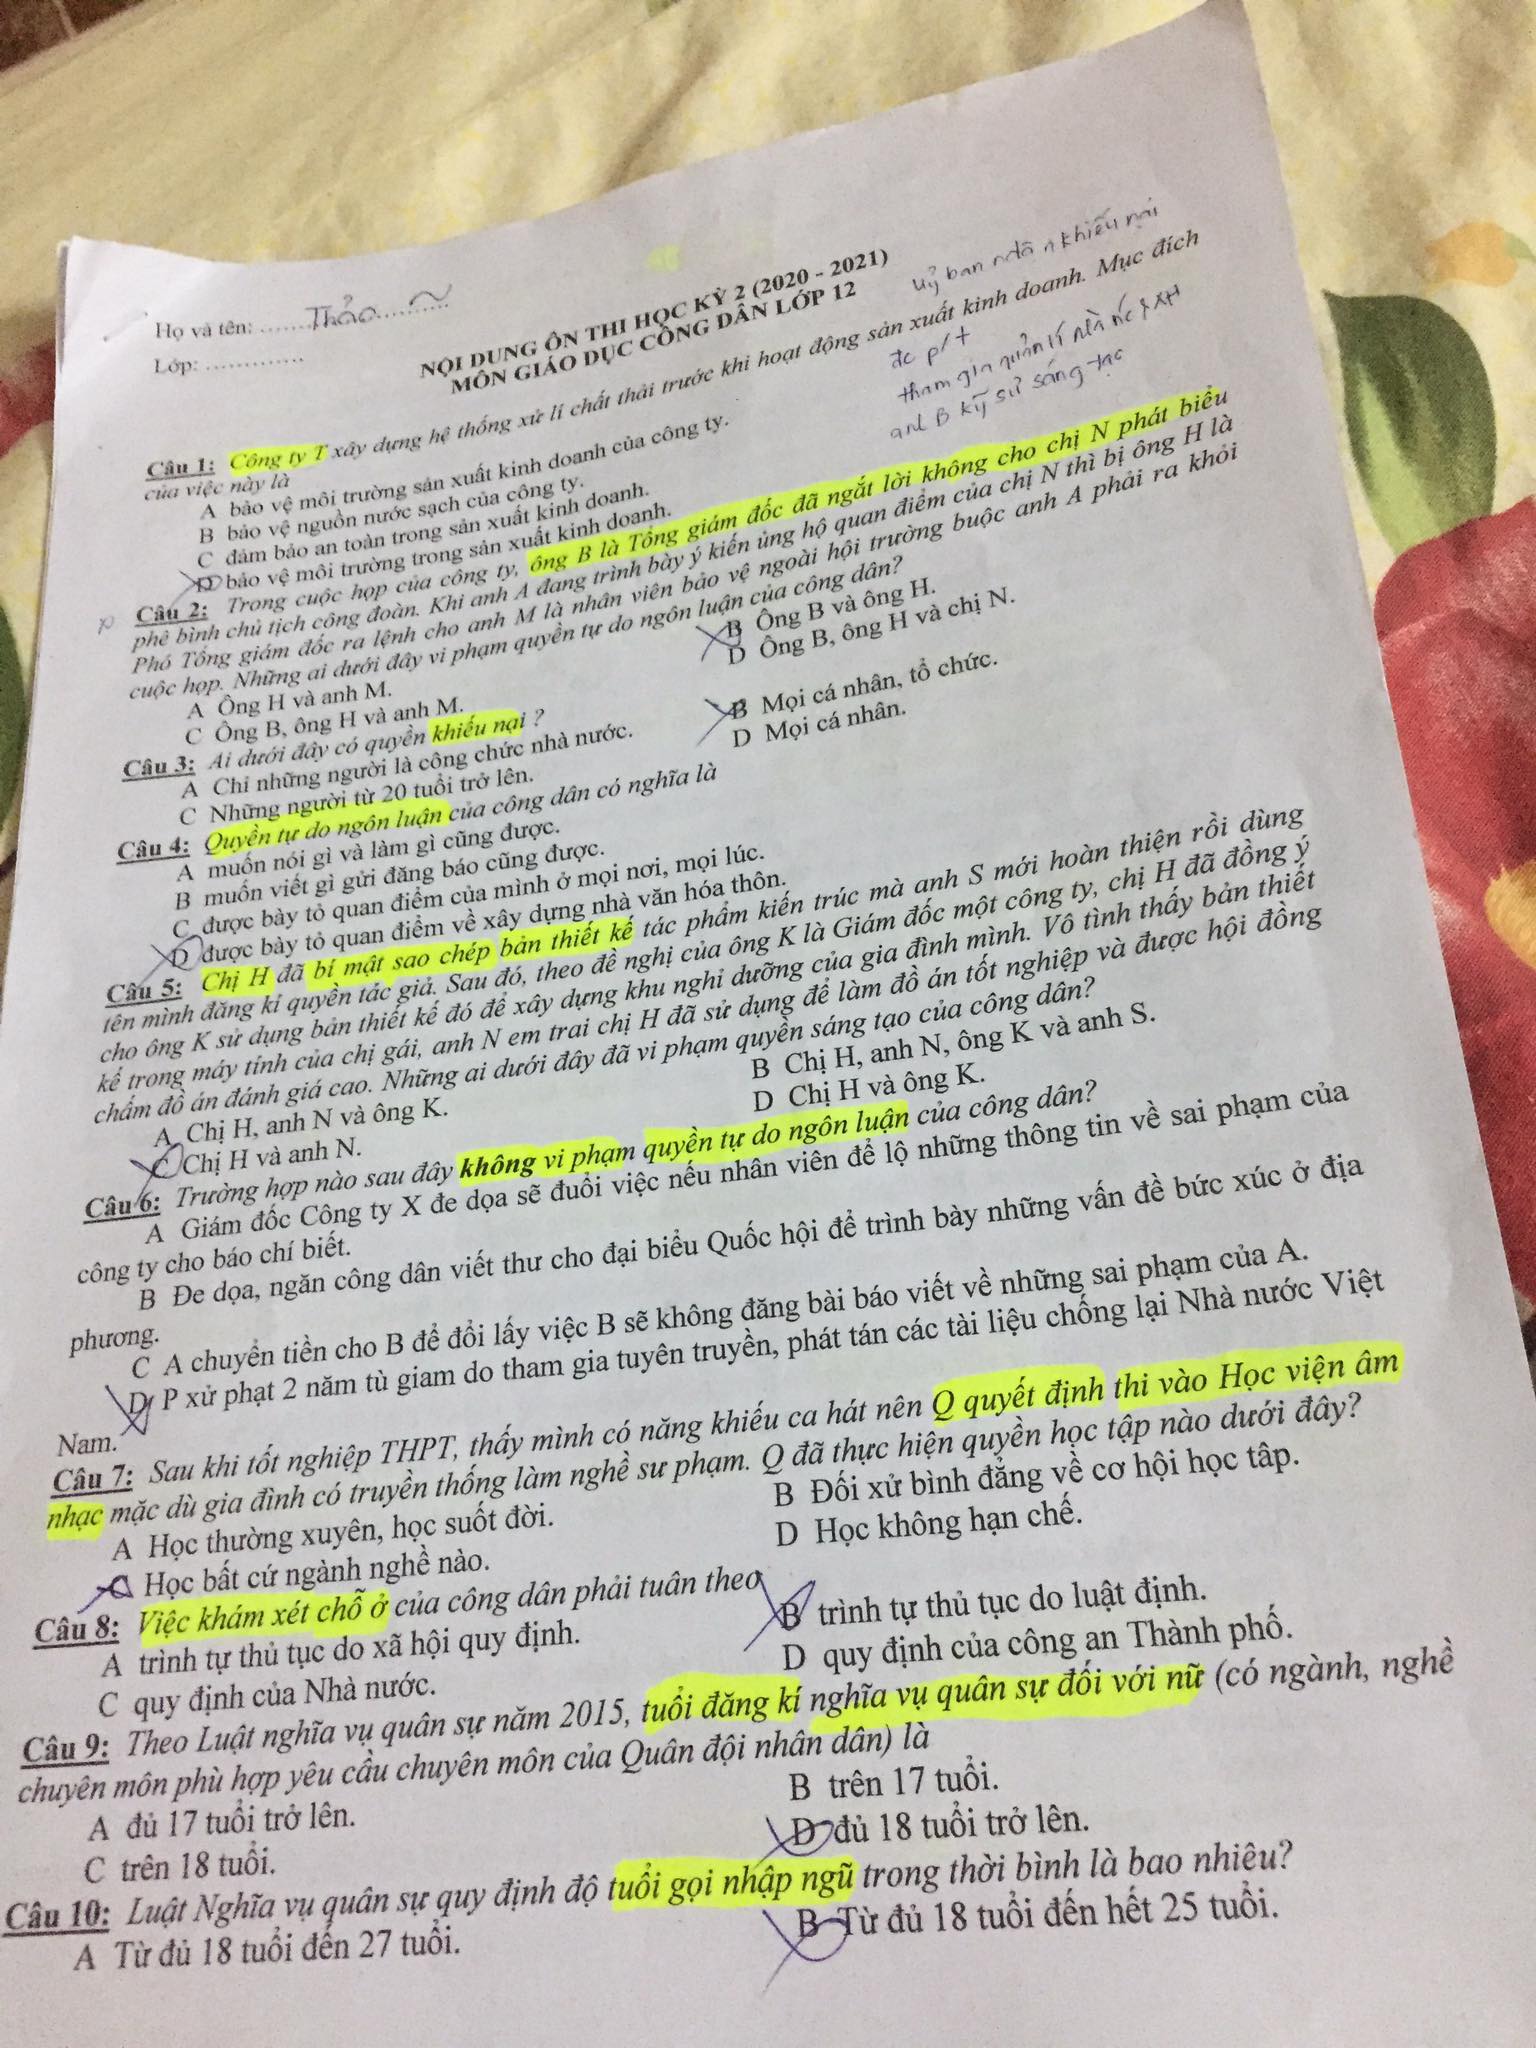 Họ và tên: ....... Thảo ..........
Lớp: .............
NỘI DUNG ÔN THI HỌC KỲ 2 (2020 - 2021)
MÔN GIÁO DỤC CÔNG DÂN LỚP 12
uỷ ban ndân khiếu nại
đc p/t
tham gia quản lí nhà nc & XH
anh B kỹ sư sáng tạo
Câu 1: Công ty T xây dựng hệ thống xử lí chất thải trước khi hoạt động sản xuất kinh doanh. Mục đích
của việc này là
A bảo vệ môi trường sản xuất kinh doanh của công ty.
B bảo vệ nguồn nước sạch của công ty.
C đảm bảo an toàn trong sản xuất kinh doanh.
D bảo vệ môi trường trong sản xuất kinh doanh.
Câu 2: Trong cuộc họp của công ty, ông B là Tổng giám đốc đã ngắt lời không cho chị N phát biểu
phê bình chủ tịch công đoàn. Khi anh A đang trình bày ý kiến ủng hộ quan điểm của chị N thì bị ông H là
Phó Tổng giám đốc ra lệnh cho anh M là nhân viên bảo vệ ngoài hội trường buộc anh A phải ra khỏi
cuộc họp. Những ai dưới đây vi phạm quyền tự do ngôn luận của công dân?
A Ông H và anh M. B Ông B và ông H.
C Ông B, ông H và anh M. D Ông B, ông H và chị N.
Câu 3: Ai dưới đây có quyền khiếu nại ?
A Chỉ những người là công chức nhà nước. B Mọi cá nhân, tổ chức.
C Những người từ 20 tuổi trở lên. D Mọi cá nhân.
Câu 4: Quyền tự do ngôn luận của công dân có nghĩa là
A muốn nói gì và làm gì cũng được.
B muốn viết gì gửi đăng báo cũng được.
C được bày tỏ quan điểm của mình ở mọi nơi, mọi lúc.
D được bày tỏ quan điểm về xây dựng nhà văn hóa thôn.
Câu 5: Chị H đã bí mật sao chép bản thiết kế tác phẩm kiến trúc mà anh S mới hoàn thiện rồi dùng
tên mình đăng kí quyền tác giả. Sau đó, theo đề nghị của ông K là Giám đốc một công ty, chị H đã đồng ý
cho ông K sử dụng bản thiết kế đó để xây dựng khu nghỉ dưỡng của gia đình mình. Vô tình thấy bản thiết
kế trong máy tính của chị gái, anh N em trai chị H đã sử dụng để làm đồ án tốt nghiệp và được hội đồng
chấm đồ án đánh giá cao. Những ai dưới đây đã vi phạm quyền sáng tạo của công dân?
A Chị H, anh N và ông K. B Chị H, anh N, ông K và anh S.
C Chị H và anh N. D Chị H và ông K.
Câu 6: Trường hợp nào sau đây không vi phạm quyền tự do ngôn luận của công dân?
A Giám đốc Công ty X đe dọa sẽ đuổi việc nếu nhân viên để lộ những thông tin về sai phạm của
công ty cho báo chí biết.
B Đe dọa, ngăn công dân viết thư cho đại biểu Quốc hội để trình bày những vấn đề bức xúc ở địa
phương.
C A chuyển tiền cho B để đổi lấy việc B sẽ không đăng bài báo viết về những sai phạm của A.
D P xử phạt 2 năm tù giam do tham gia tuyên truyền, phát tán các tài liệu chống lại Nhà nước Việt
Nam.
Câu 7: Sau khi tốt nghiệp THPT, thấy mình có năng khiếu ca hát nên Q quyết định thi vào Học viện âm
nhạc mặc dù gia đình có truyền thống làm nghề sư phạm. Q đã thực hiện quyền học tập nào dưới đây?
A Học thường xuyên, học suốt đời. B Đối xử bình đẳng về cơ hội học tâp.
C Học bất cứ ngành nghề nào. D Học không hạn chế.
Câu 8: Việc khám xét chỗ ở của công dân phải tuân theo
A trình tự thủ tục do xã hội quy định. B trình tự thủ tục do luật định.
C quy định của Nhà nước. D quy định của công an Thành phố.
Câu 9: Theo Luật nghĩa vụ quân sự năm 2015, tuổi đăng kí nghĩa vụ quân sự đối với nữ (có ngành, nghề
chuyên môn phù hợp yêu cầu chuyên môn của Quân đội nhân dân) là
A đủ 17 tuổi trở lên. B trên 17 tuổi.
C trên 18 tuổi. D đủ 18 tuổi trở lên.
Câu 10: Luật Nghĩa vụ quân sự quy định độ tuổi gọi nhập ngũ trong thời bình là bao nhiêu?
A Từ đủ 18 tuổi đến 27 tuổi. B Từ đủ 18 tuổi đến hết 25 tuổi.